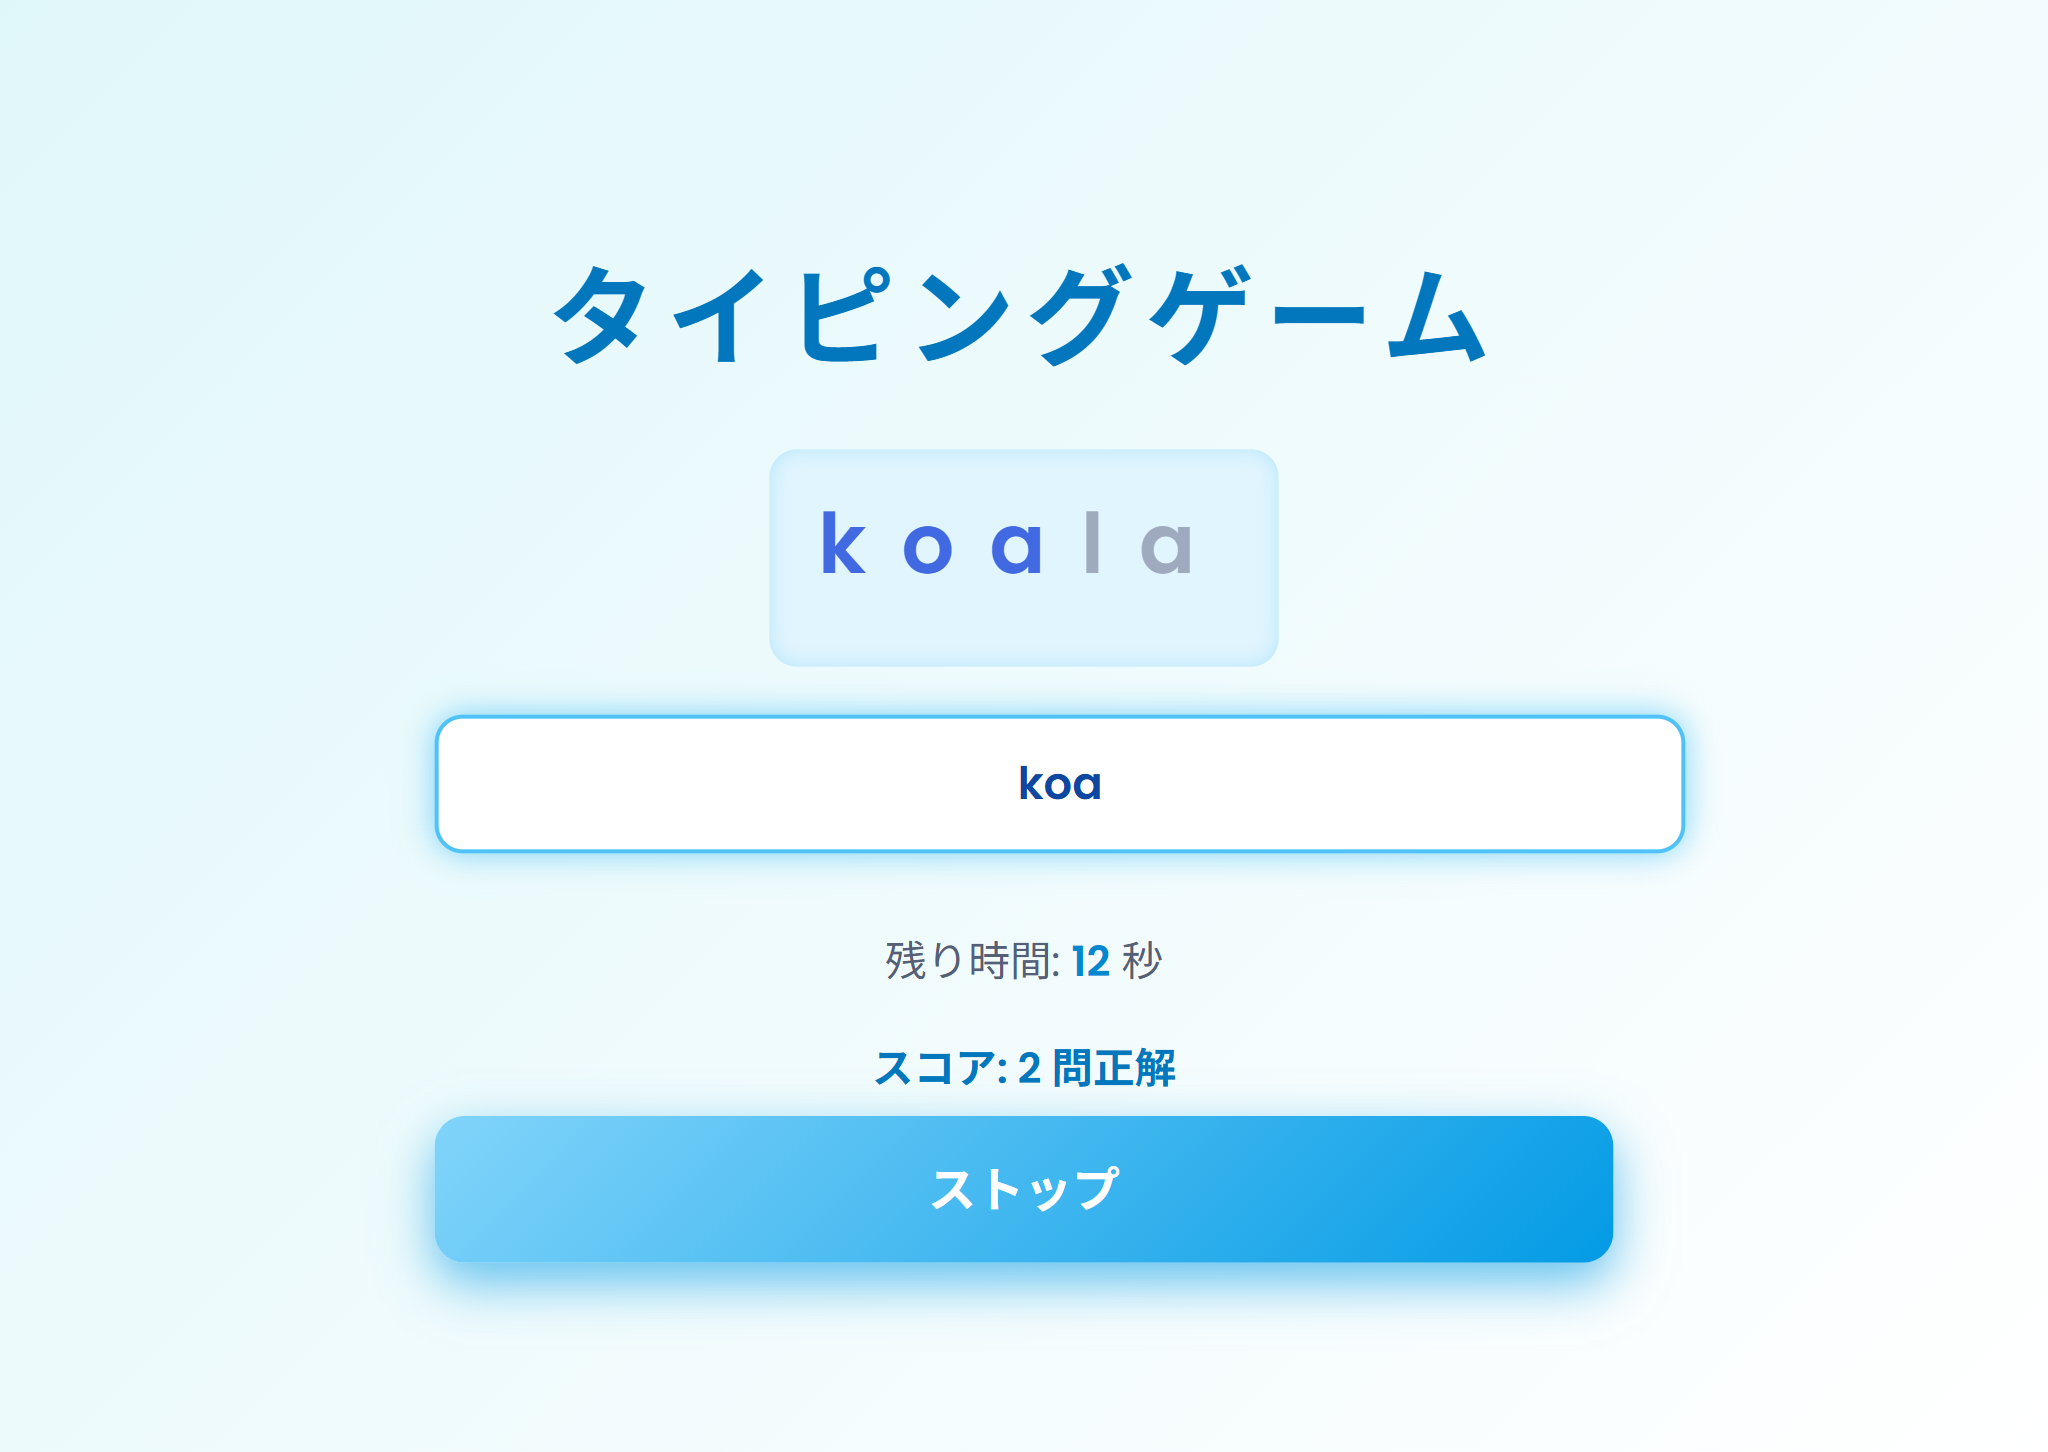 タイピングゲーム
koala
koa
残り時間: 12 秒
スコア: 2 問正解
ストップ